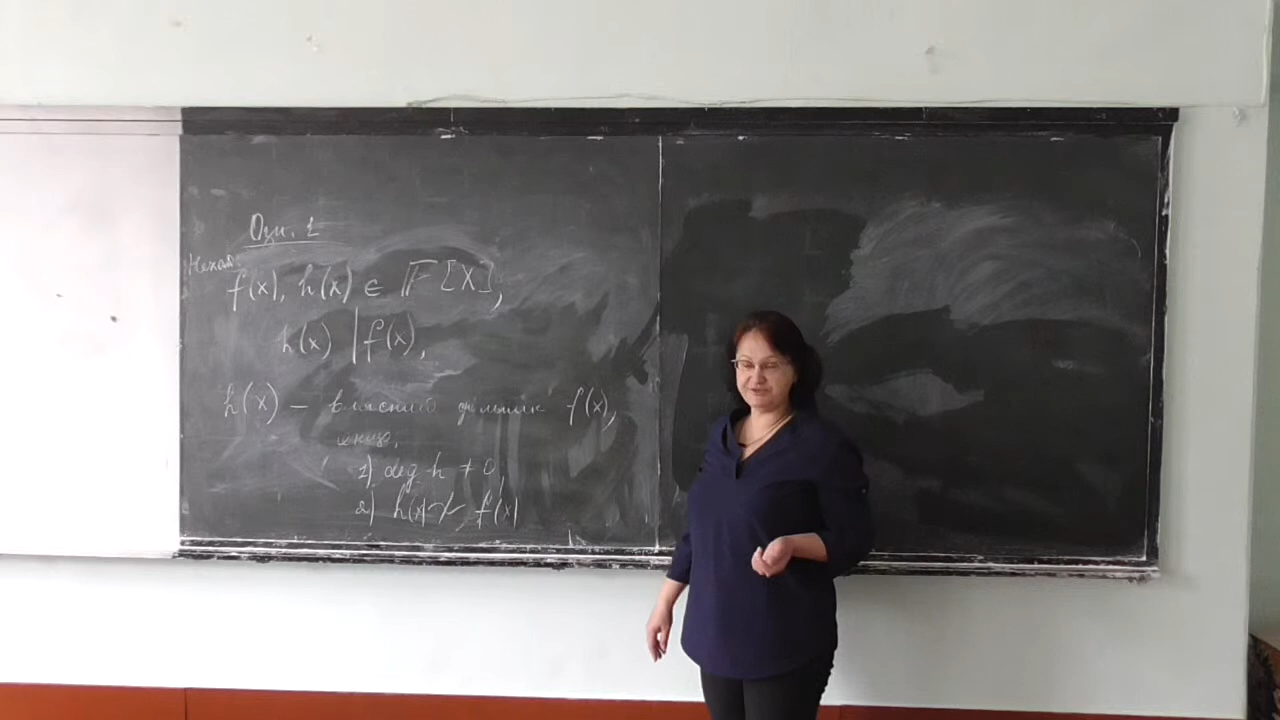 Озн. 1
Нехай
f(x), h(x) ∈ 𝔽[x],
h(x) | f(x),
h(x) – власний дільник f(x),
якщо:
1) deg h ≠ 0,
2) h(x) ≁ f(x)